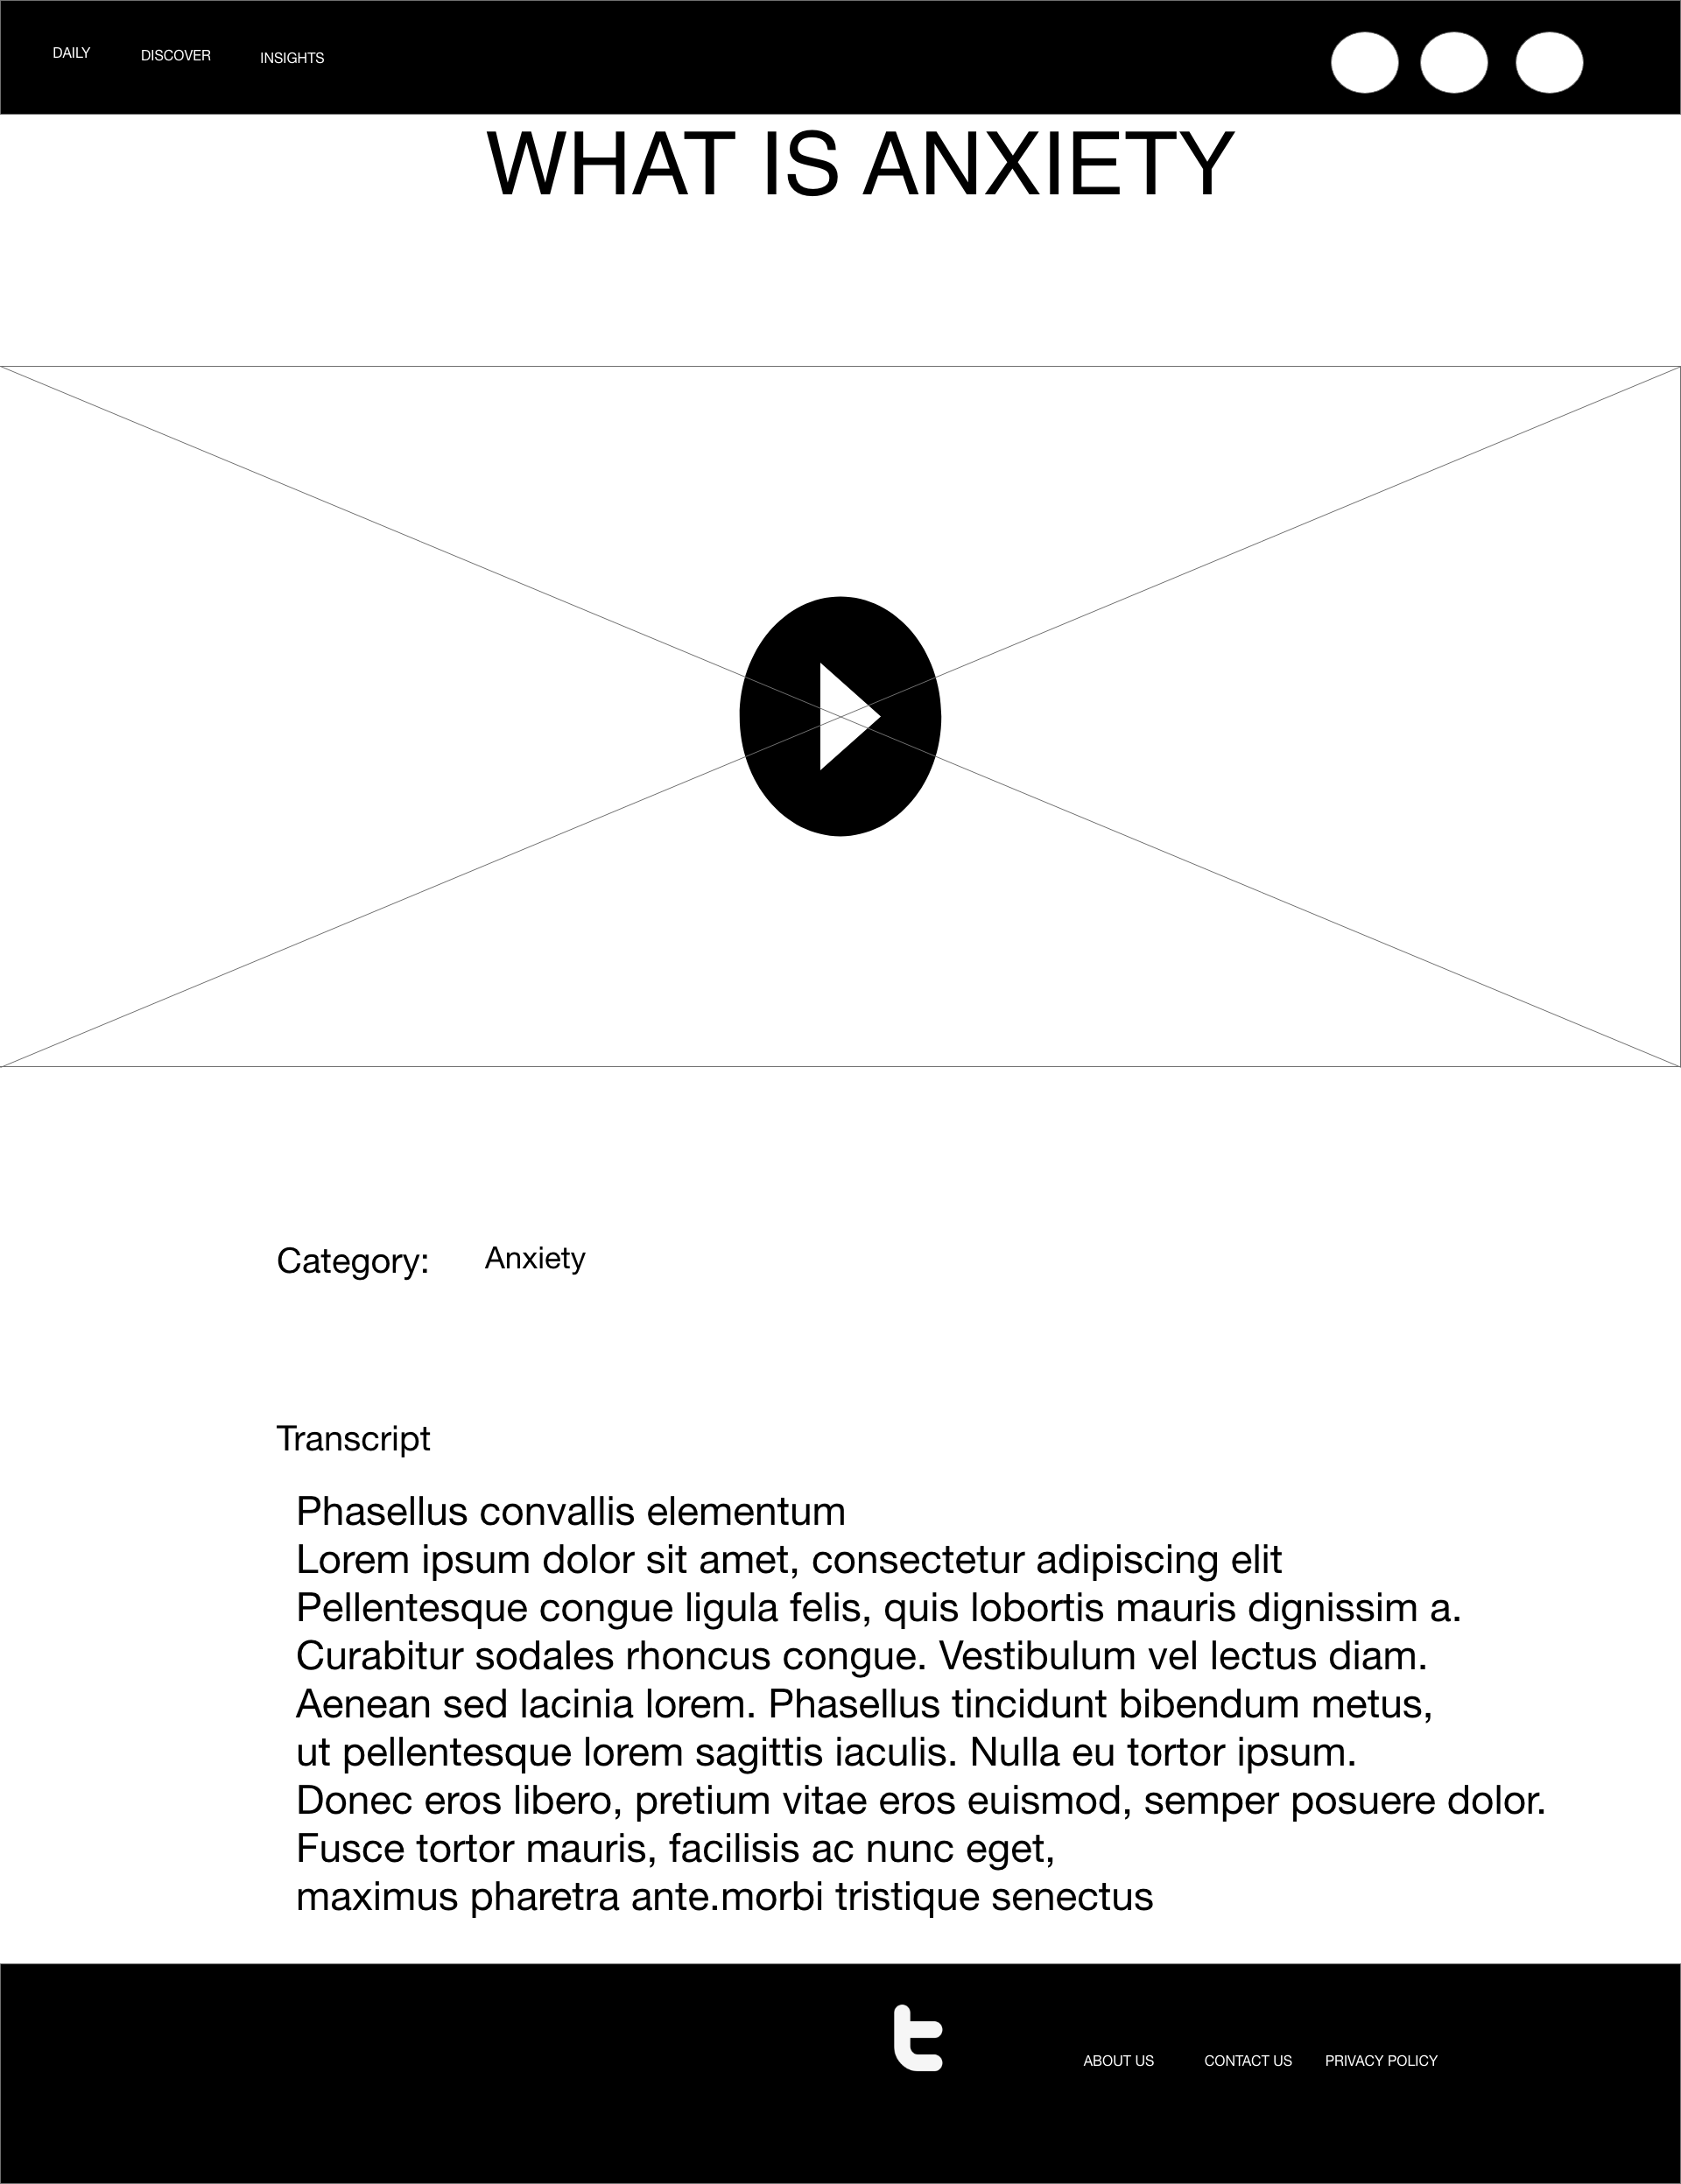 DAILY
DISCOVER
INSIGHTS
WHAT IS ANXIETY
Category:
Anxiety
Transcript
Phasellus convallis elementum
Lorem ipsum dolor sit amet, consectetur adipiscing elit
Pellentesque congue ligula felis, quis lobortis mauris dignissim a.
Curabitur sodales rhoncus congue. Vestibulum vel lectus diam.
Aenean sed lacinia lorem. Phasellus tincidunt bibendum metus,
ut pellentesque lorem sagittis iaculis. Nulla eu tortor ipsum.
Donec eros libero, pretium vitae eros euismod, semper posuere dolor.
Fusce tortor mauris, facilisis ac nunc eget,
maximus pharetra ante.morbi tristique senectus
t
ABOUT US
CONTACT US
PRIVACY POLICY